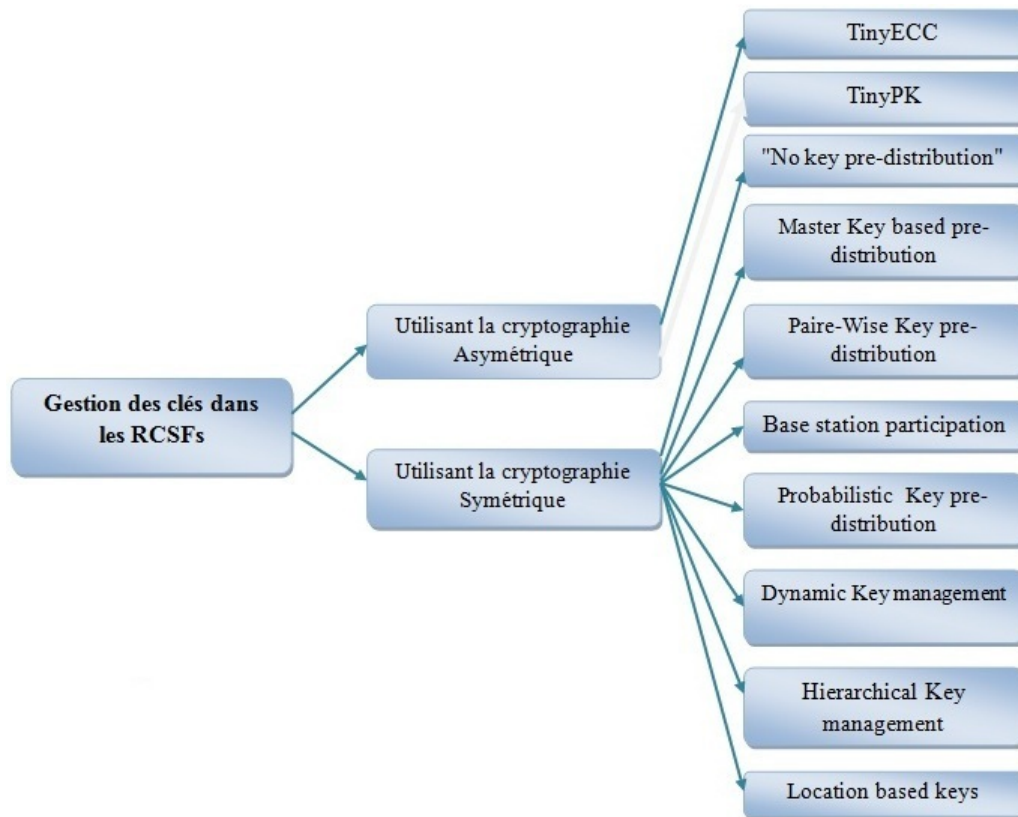 TinyECC
TinyPK
"No key pre-distribution"
Master Key based pre-
distribution
Utilisant la cryptographie
Asymétrique
Paire-Wise Key pre-
distribution
Gestion des clés dans
les RCSFs
Base station participation
Utilisant la cryptographie
Symétrique
Probabilistic Key pre-
distribution
Dynamic Key management
Hierarchical Key
management
Location based keys